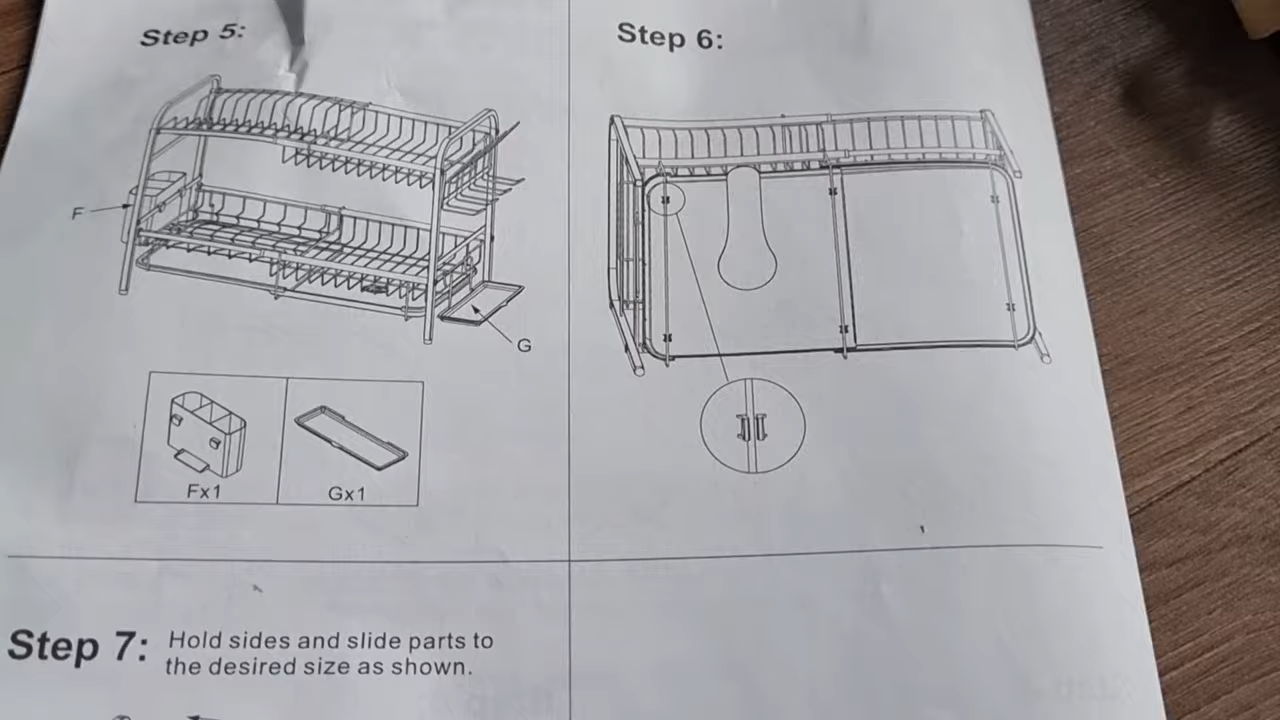 Step 5:
F
G
Fx1
Gx1
Step 6:
Step 7: Hold sides and slide parts to
the desired size as shown.